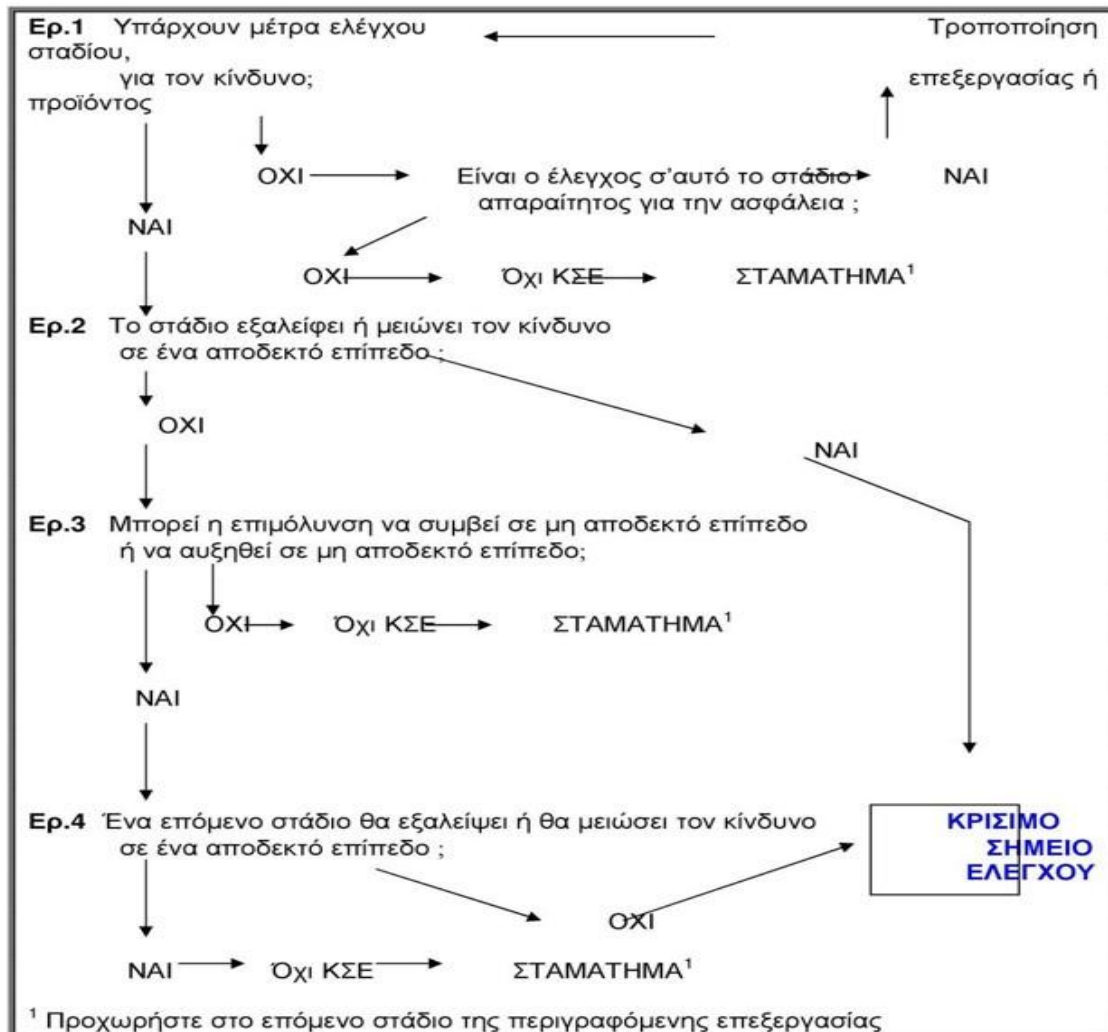 Ερ.1 Υπάρχουν μέτρα ελέγχου Τροποποίηση
σταδίου,
για τον κίνδυνο; επεξεργασίας ή
προϊόντος
ΟΧΙ Είναι ο έλεγχος σ'αυτό το στάδιο ΝΑΙ
απαραίτητος για την ασφάλεια ;
ΝΑΙ
ΟΧΙ Όχι ΚΣΕ ΣΤΑΜΑΤΗΜΑ¹
Ερ.2 Το στάδιο εξαλείφει ή μειώνει τον κίνδυνο
σε ένα αποδεκτό επίπεδο ;
ΟΧΙ
ΝΑΙ
Ερ.3 Μπορεί η επιμόλυνση να συμβεί σε μη αποδεκτό επίπεδο
ή να αυξηθεί σε μη αποδεκτό επίπεδο;
ΟΧΙ Όχι ΚΣΕ ΣΤΑΜΑΤΗΜΑ¹
ΝΑΙ
Ερ.4 Ένα επόμενο στάδιο θα εξαλείψει ή θα μειώσει τον κίνδυνο
σε ένα αποδεκτό επίπεδο ;
ΚΡΙΣΙΜΟ
ΣΗΜΕΙΟ
ΕΛΕΓΧΟΥ
ΟΧΙ
ΝΑΙ Όχι ΚΣΕ ΣΤΑΜΑΤΗΜΑ¹
¹ Προχωρήστε στο επόμενο στάδιο της περιγραφόμενης επεξεργασίας